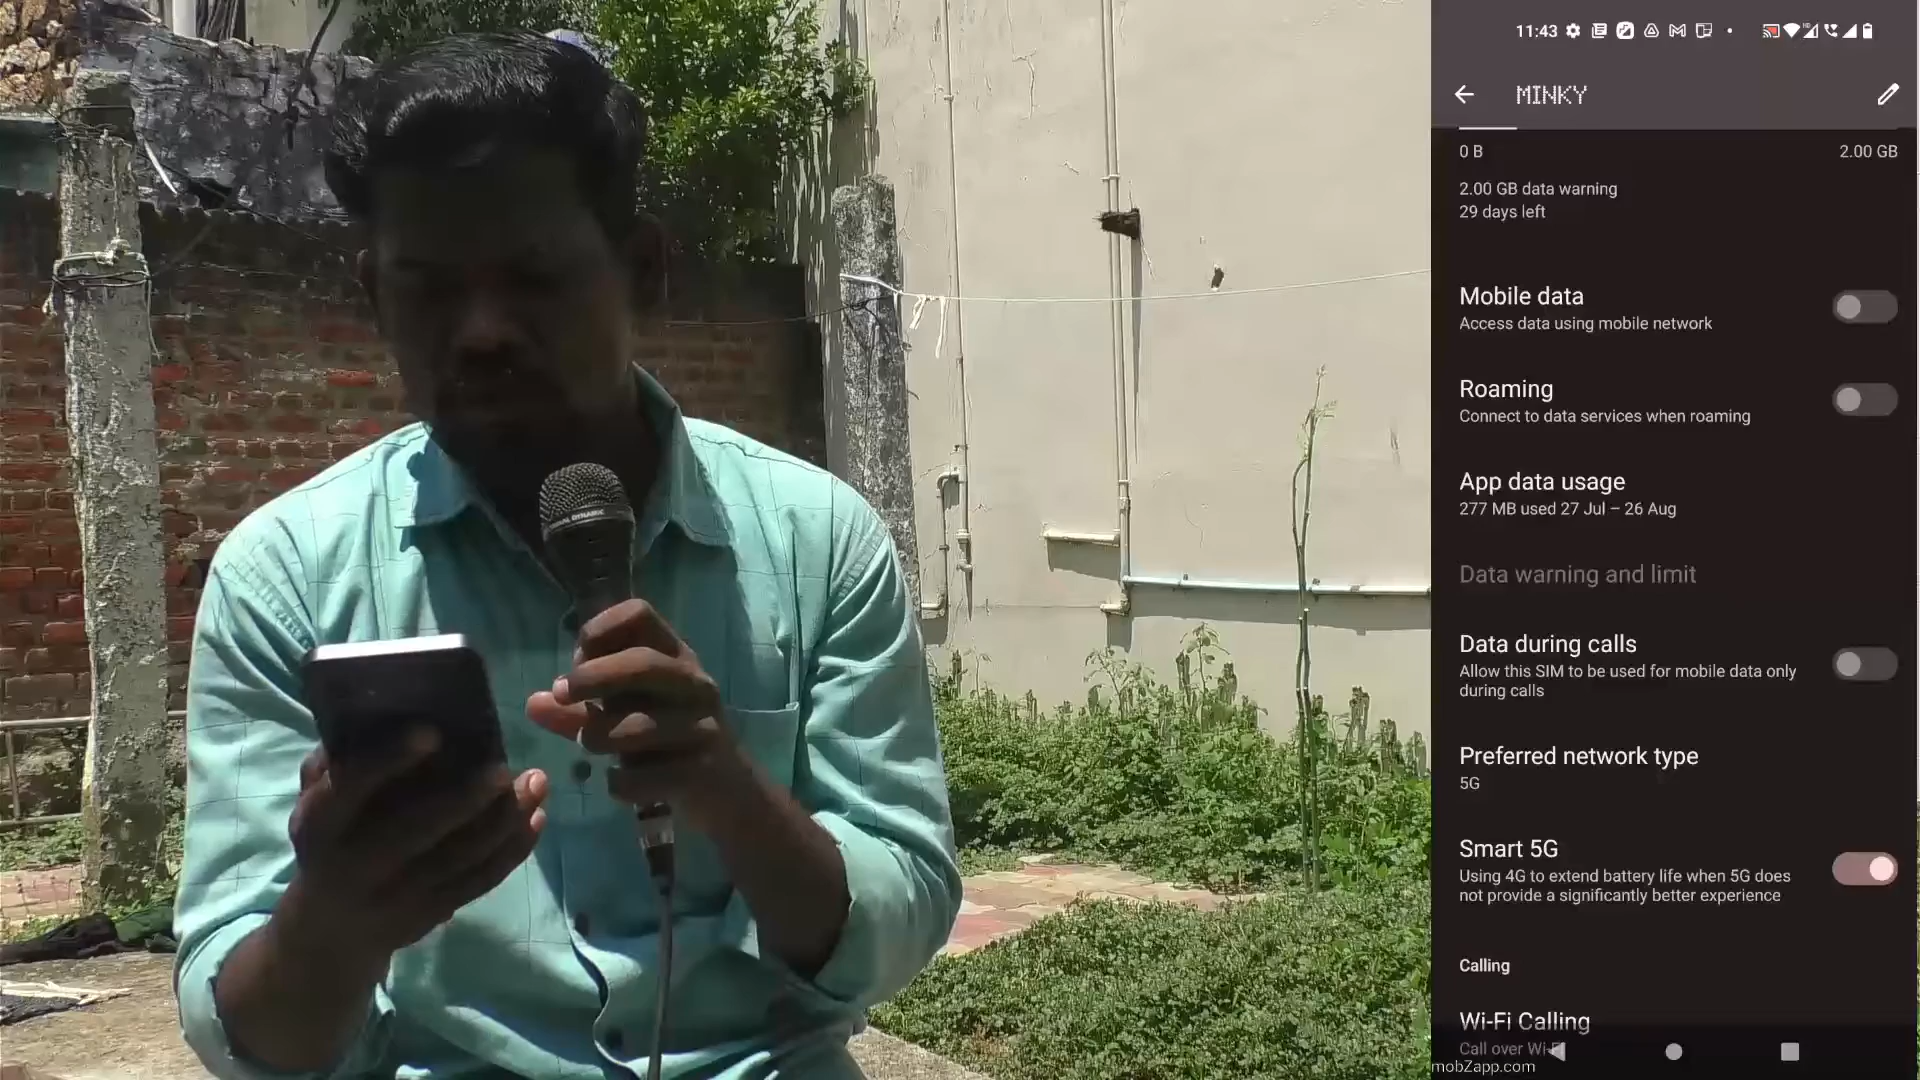 11:43
MINKY
0 B
2.00 GB
2.00 GB data warning
29 days left
Mobile data
Access data using mobile network
Roaming
Connect to data services when roaming
App data usage
277 MB used 27 Jul – 26 Aug
Data warning and limit
Data during calls
Allow this SIM to be used for mobile data only
during calls
Preferred network type
5G
Smart 5G
Using 4G to extend battery life when 5G does
not provide a significantly better experience
Calling
Wi-Fi Calling
Call over
mobZapp.com